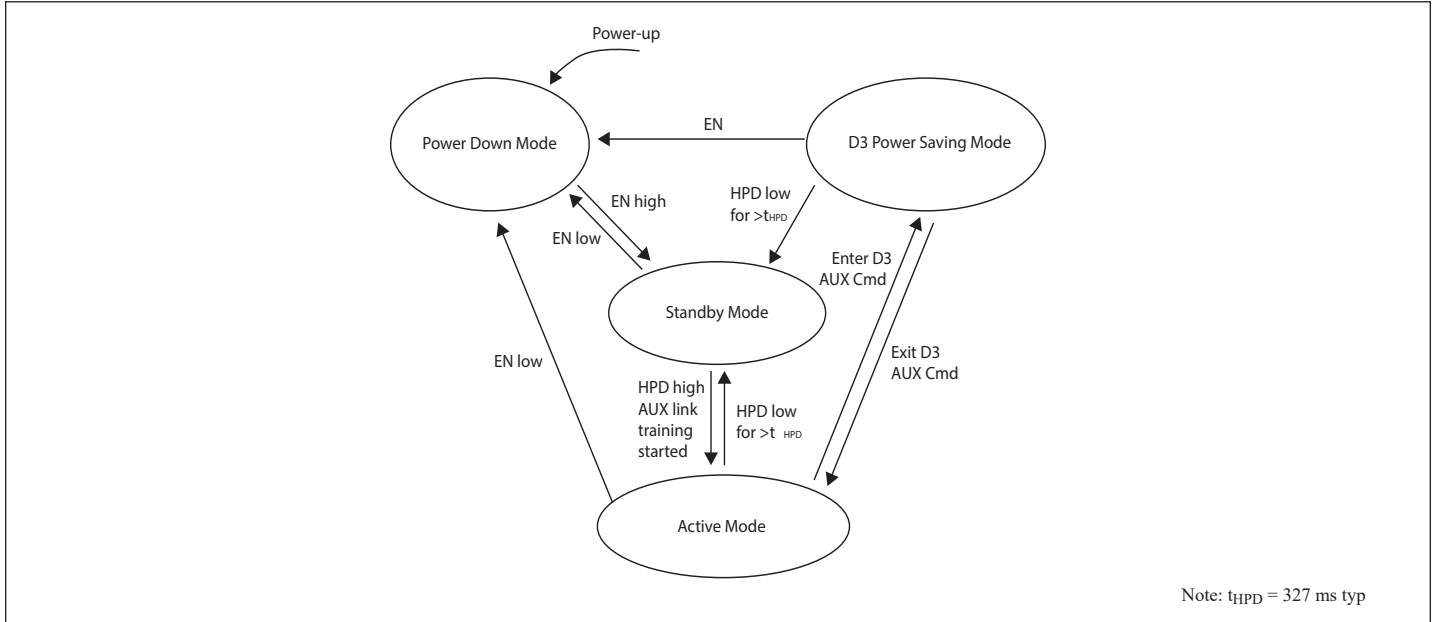 Power-up
Power Down Mode
EN
D3 Power Saving Mode
EN high
EN low
HPD low
for >tHPD
Enter D3
AUX Cmd
Standby Mode
EN low
Exit D3
AUX Cmd
HPD high
AUX link
training
started
HPD low
for >t HPD
Active Mode
Note: tHPD = 327 ms typ